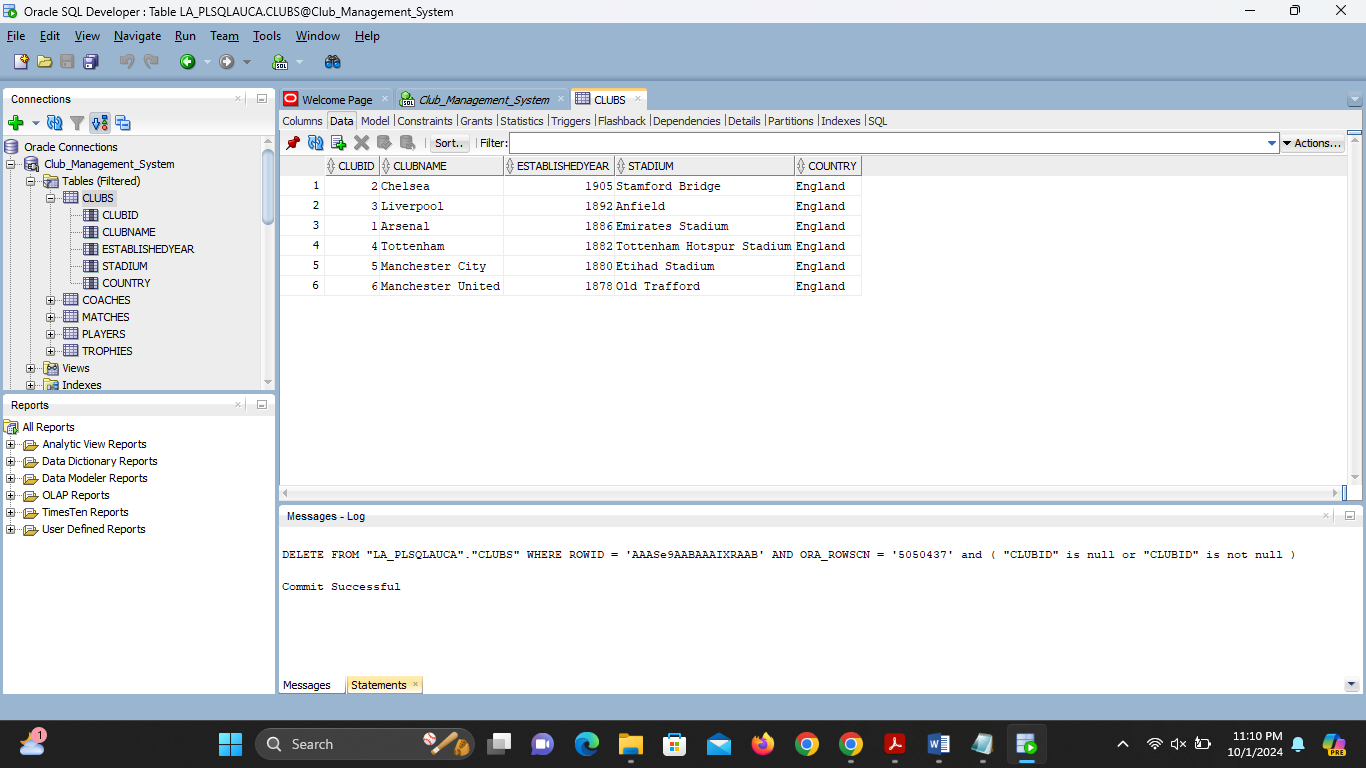 Oracle SQL Developer : Table LA_PLSQLAUCA.CLUBS@Club_Management_System
File Edit View Navigate Run Team Tools Window Help
Connections
Oracle Connections
Club_Management_System
Tables (Filtered)
CLUBS
CLUBID
CLUBNAME
ESTABLISHEDYEAR
STADIUM
COUNTRY
COACHES
MATCHES
PLAYERS
TROPHIES
Views
Indexes
Reports
All Reports
Analytic View Reports
Data Dictionary Reports
Data Modeler Reports
OLAP Reports
TimesTen Reports
User Defined Reports
Welcome Page Club_Management_System CLUBS
Columns Data Model Constraints Grants Statistics Triggers Flashback Dependencies Details Partitions Indexes SQL
Sort.. Filter: Actions...
CLUBID CLUBNAME ESTABLISHEDYEAR STADIUM COUNTRY
1 2 Chelsea 1905 Stamford Bridge England
2 3 Liverpool 1892 Anfield England
3 1 Arsenal 1886 Emirates Stadium England
4 4 Tottenham 1882 Tottenham Hotspur Stadium England
5 5 Manchester City 1880 Etihad Stadium England
6 6 Manchester United 1878 Old Trafford England
Messages - Log
DELETE FROM "LA_PLSQLAUCA"."CLUBS" WHERE ROWID = 'AAASe9AABAAAIXRAAB' AND ORA_ROWSCN = '5050437' and ( "CLUBID" is null or "CLUBID" is not null )
Commit Successful
Messages Statements
1
Search
11:10 PM
10/1/2024
PRE